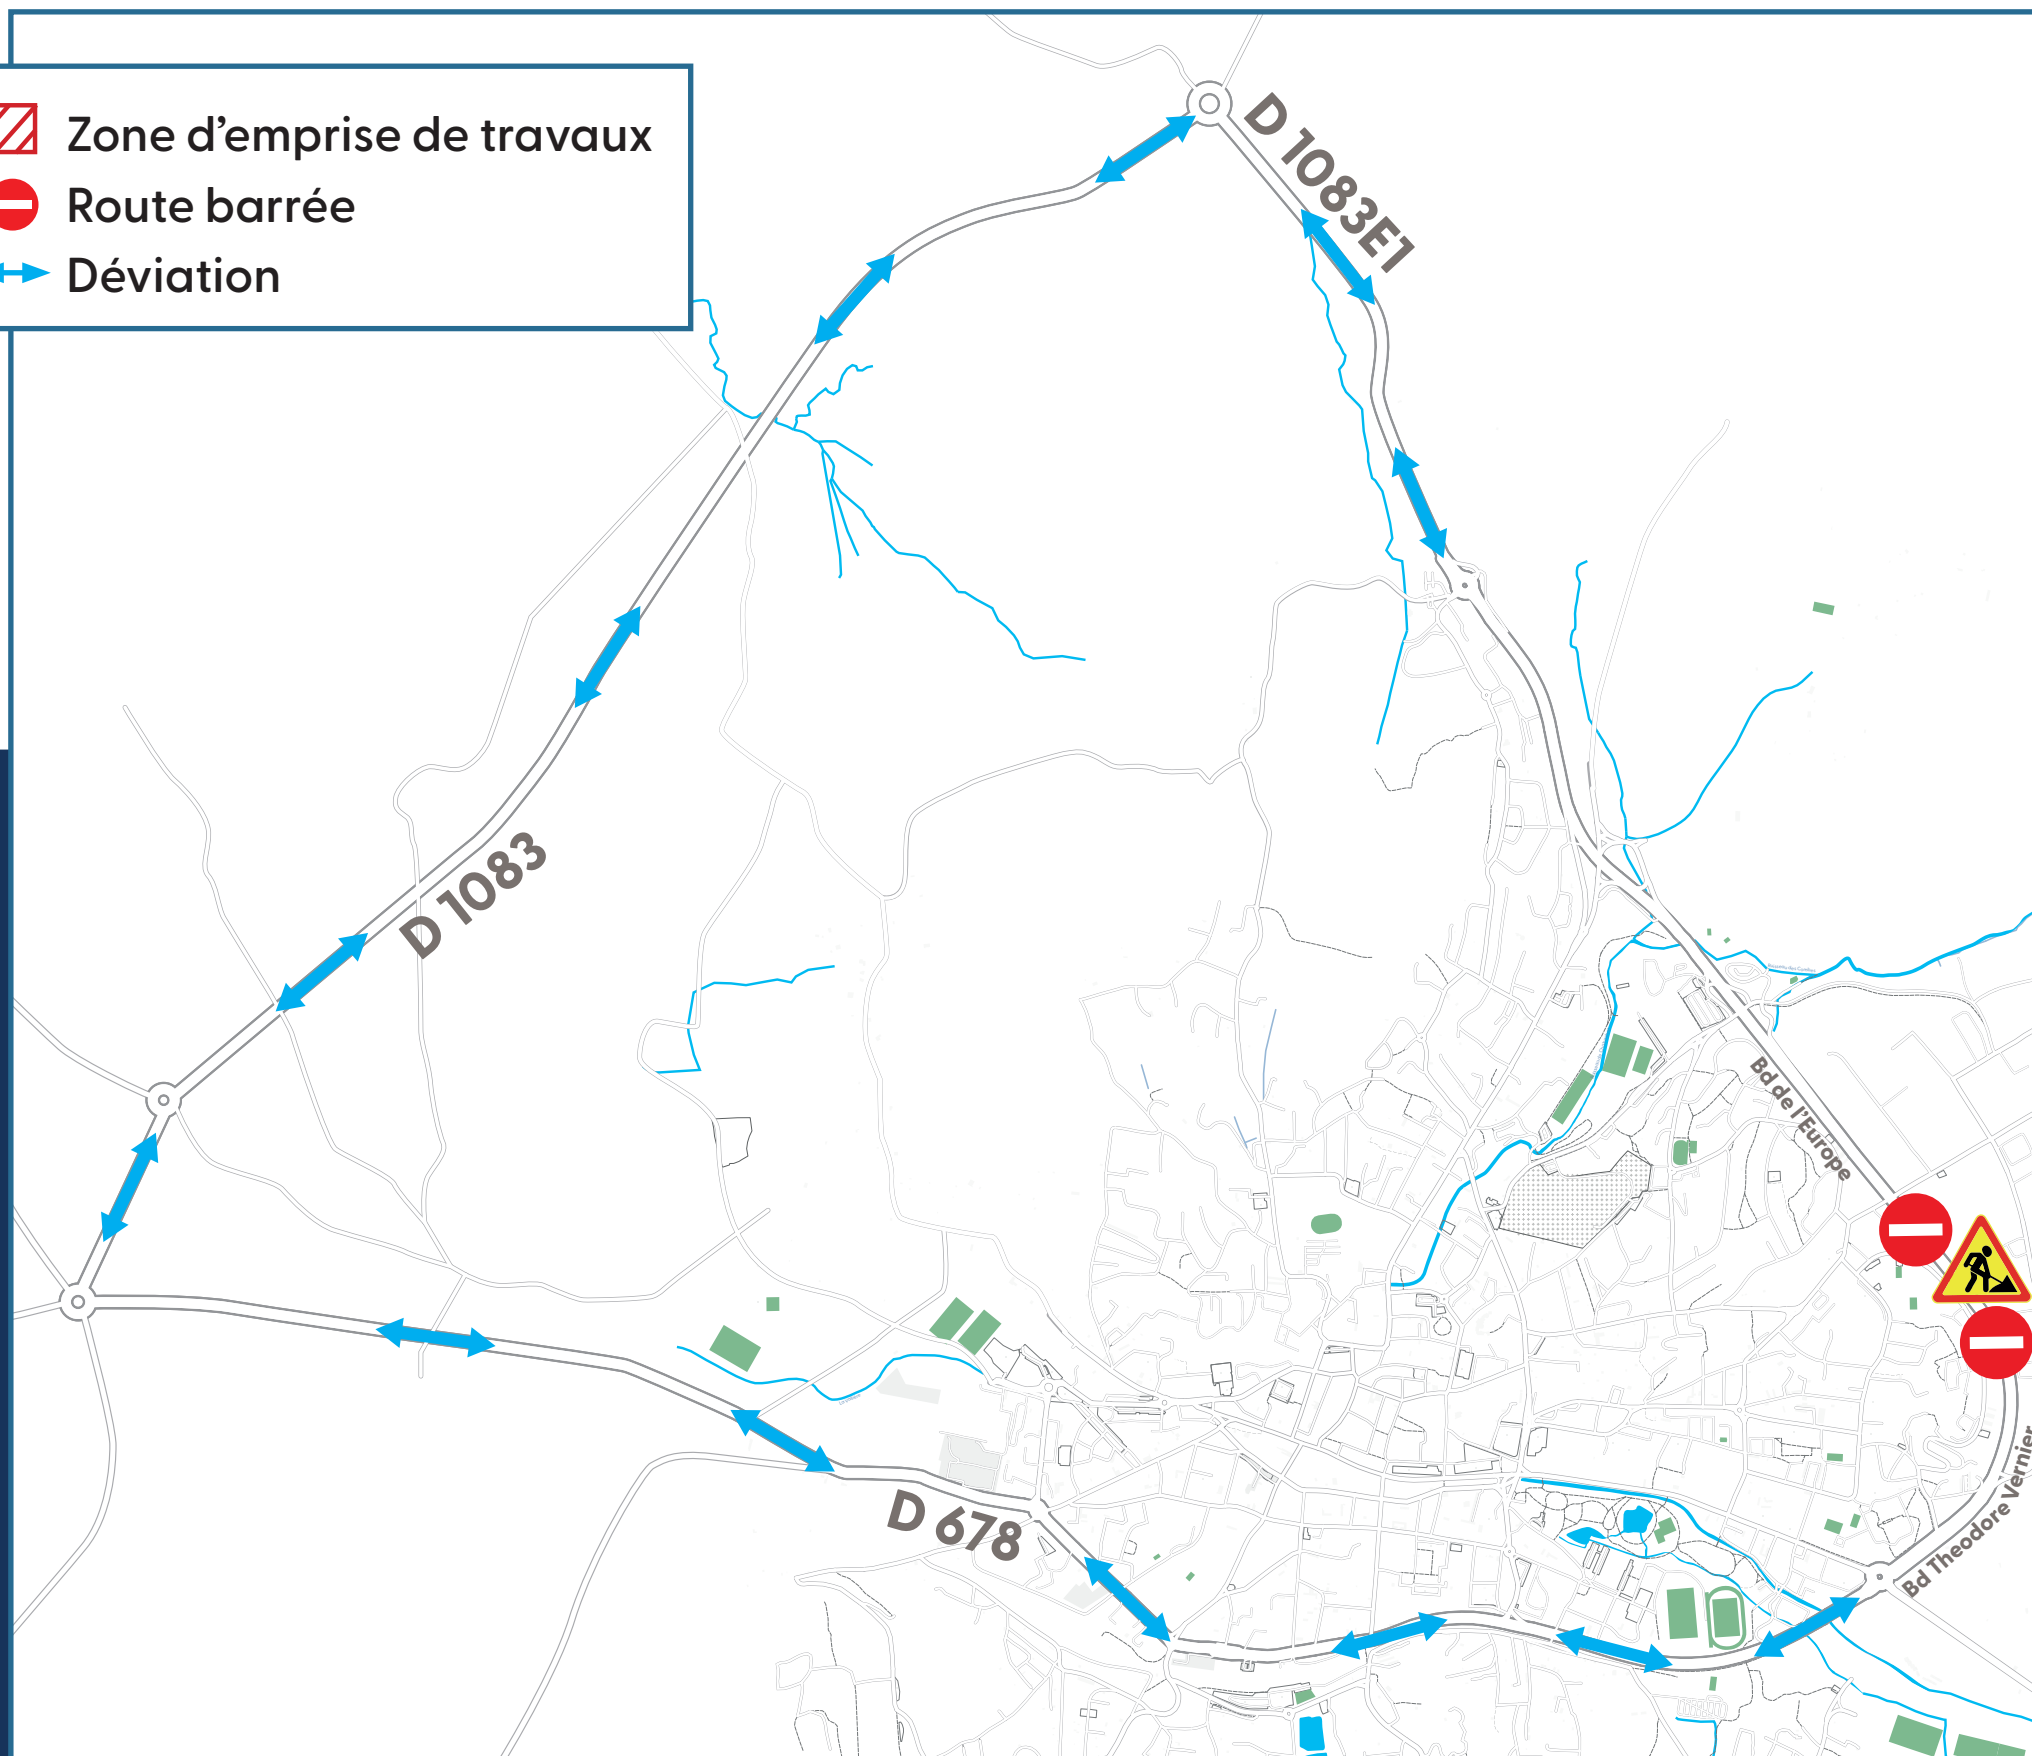 Zone d'emprise de travaux
Route barrée
Déviation
D 1083E1
D 1083
Bd de l'Europe
D 678
Bd Theodore Vernier